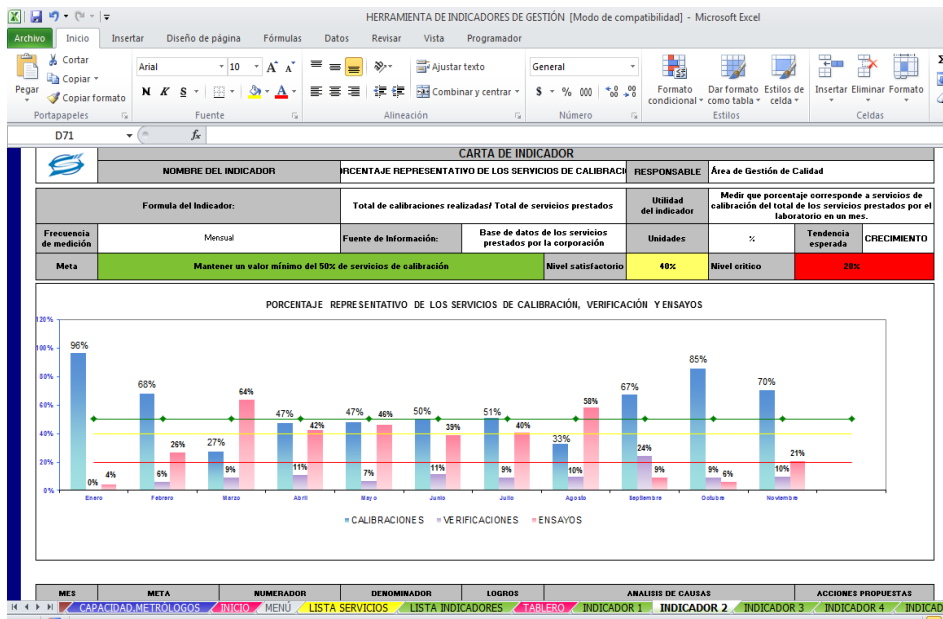 HERRAMIENTA DE INDICADORES DE GESTIÓN [Modo de compatibilidad] - Microsoft Excel
Archivo Inicio Insertar Diseño de página Fórmulas Datos Revisar Vista Programador
Pegar
Cortar
Copiar
Copiar formato
Portapapeles
Arial 10
N K S
Fuente
Ajustar texto
Combinar y centrar
Alineación
General
$ % 000
Número
Formato condicional
Dar formato como tabla
Estilos de celda
Estilos
Insertar Eliminar Formato
Celdas
D71 fx
CARTA DE INDICADOR
NOMBRE DEL INDICADOR
RCENTAJE REPRESENTATIVO DE LOS SERVICIOS DE CALIBRACI
RESPONSABLE Área de Gestión de Calidad
Formula del Indicador:
Total de calibraciones realizadas/ Total de servicios prestados
Utilidad del indicador
Medir que porcentaje corresponde a servicios de
calibración del total de los servicios prestados por el
laboratorio en un mes.
Frecuencia de medición
Mensual
Fuente de Información:
Base de datos de los servicios
prestados por la corporación
Unidades %
Tendencia esperada
CRECIMIENTO
Meta Mantener un valor mínimo del 50% de servicios de calibración Nivel satisfactorio 40% Nivel crítico 20%
PORCENTAJE REPRESENTATIVO DE LOS SERVICIOS DE CALIBRACIÓN, VERIFICACIÓN Y ENSAYOS
120%
100%
80%
60%
40%
20%
0%
96% 0% 4%
68% 6% 26%
27% 9% 64%
47% 11% 42%
47% 7% 46%
50% 11% 39%
51% 9% 40%
33% 10% 58%
67% 24% 9%
85% 9% 6%
70% 10% 21%
Enero Febrero Marzo Abril Mayo Junio Julio Agosto Septiembre Octubre Noviembre
CALIBRACIONES VERIFICACIONES ENSAYOS
MES META NUMERADOR DENOMINADOR LOGROS ANALISIS DE CAUSAS ACCIONES PROPUESTAS
CAPACIDAD.METRÓLOGOS INICIO MENÚ LISTA SERVICIOS LISTA INDICADORES TABLERO INDICADOR 1 INDICADOR 2 INDICADOR 3 INDICADOR 4 INDICAD